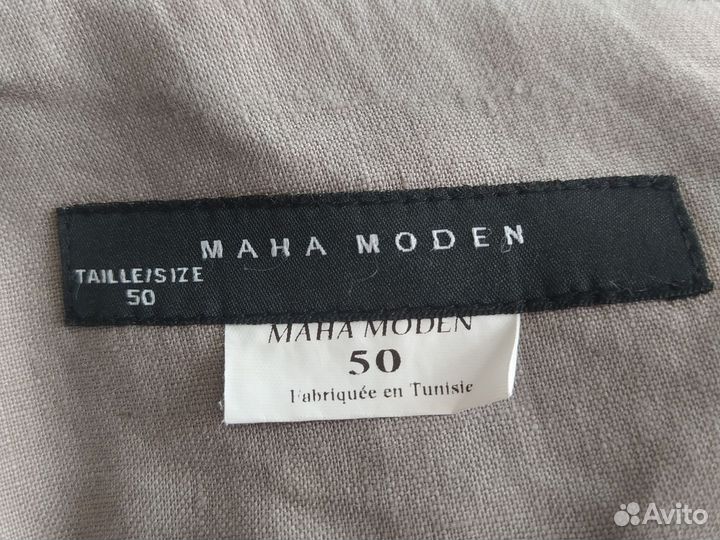 MAHA MODEN
TAILLE/SIZE
50
MAHA MODEN
50
Fabriquée en Tunisie
Avito